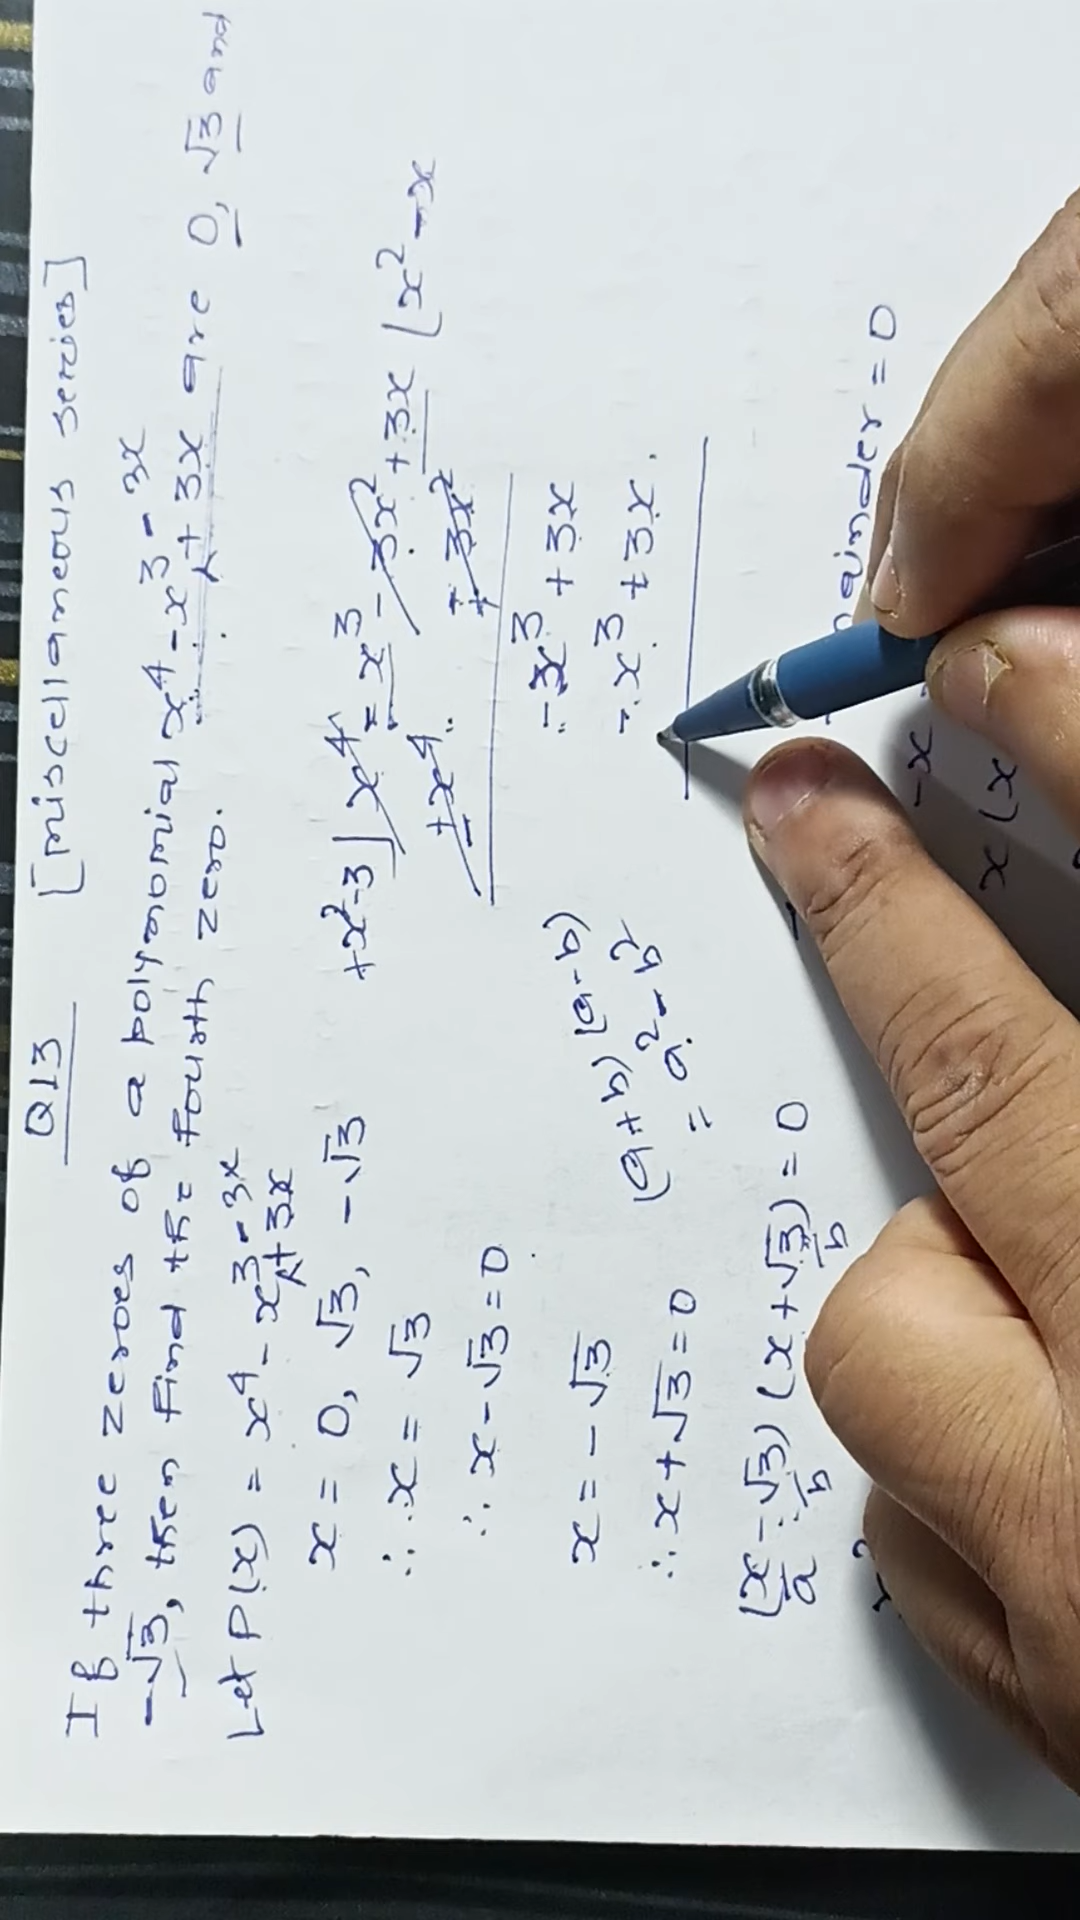 Q13 [miscellaneous series]
If three zeroes of a polynomial x⁴-x³-3x²
+3x are 0, √3 and
-√3, then find the fourth zero.
Let P(x) = x⁴-x³-3x²
+3x
x = 0, √3, -√3
∴ x = √3
∴ x-√3=0
x = -√3
∴ x+√3=0
(x-√3)(x+√3)=0
a b b
(a+b)(a-b)
= a²-b²
+x²-3) x⁴-x³-3x²+3x (x²-x
+x⁴ -3x²
- +
-x³+3x
-x³+3x
=0
-x
x(x